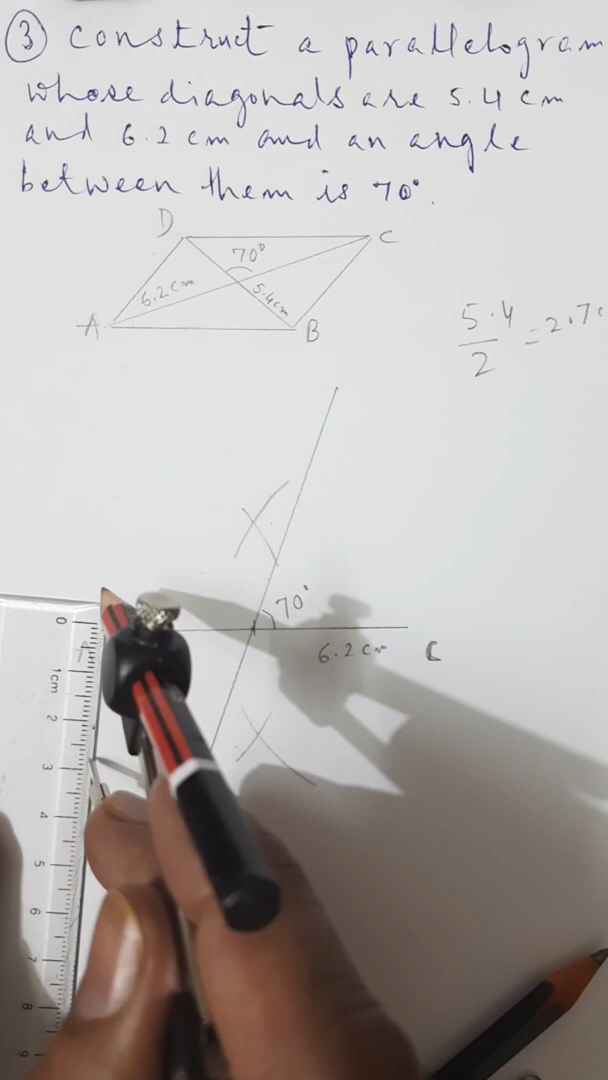 ③ construct a parallelogram
whose diagonals are 5.4 cm
and 6.2 cm and an angle
between them is 70°.
D
C
70°
6.2 cm
5.4cm
A
B
5.4/2 = 2.7c
70°
6.2 cm C
A
0
1cm
2
3
4
5
6
7
8
9